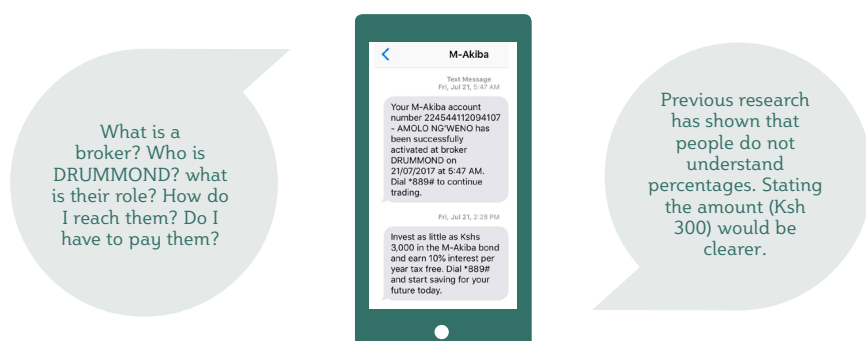 What is a
broker? Who is
DRUMMOND? what
is their role? How do
I reach them? Do I
have to pay them?
M-Akiba
Text Message
Fri, Jul 21, 5:47 AM
Your M-Akiba account
number 224544112094107
- AMOLO NG'WENO has
been successfully
activated at broker
DRUMMOND on
21/07/2017 at 5:47 AM.
Dial *889# to continue
trading.
Fri, Jul 21, 2:28 PM
Invest as little as Kshs
3,000 in the M-Akiba bond
and earn 10% interest per
year tax free. Dial *889#
and start saving for your
future today.
Previous research
has shown that
people do not
understand
percentages. Stating
the amount (Ksh
300) would be
clearer.